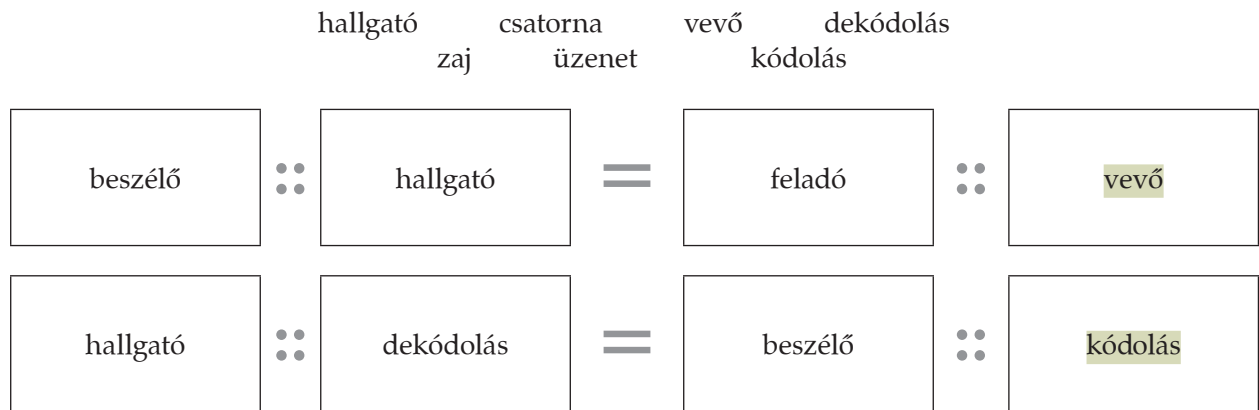 hallgató csatorna vevő dekódolás
zaj üzenet kódolás
beszélő :: hallgató = feladó :: vevő
hallgató :: dekódolás = beszélő :: kódolás